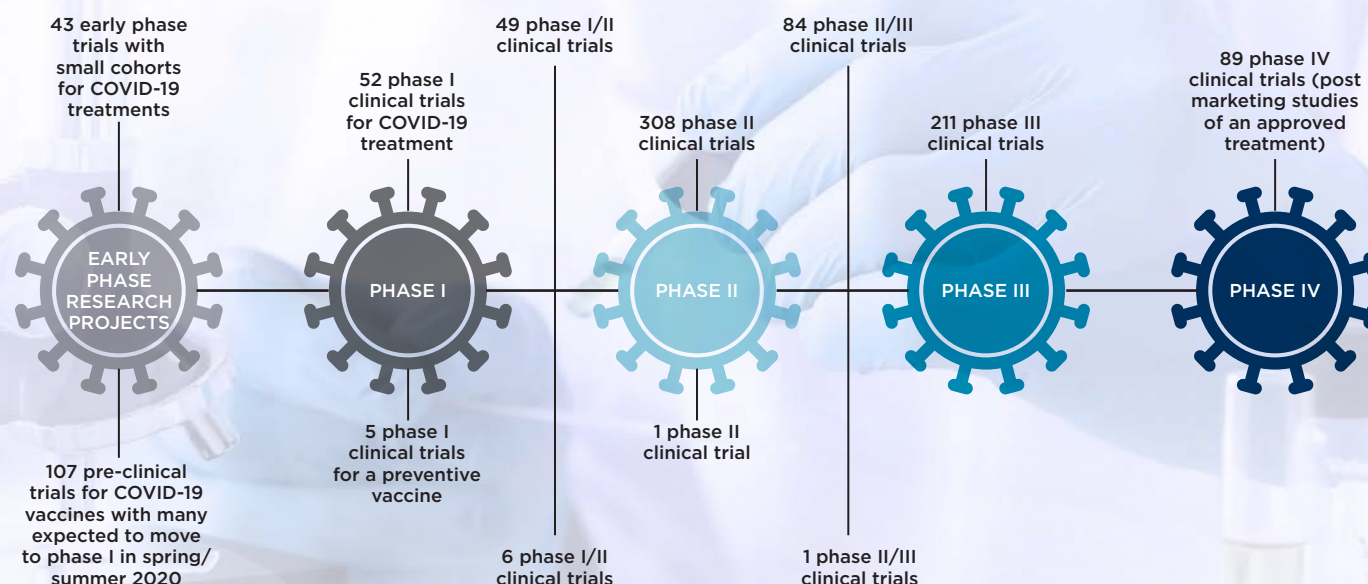 43 early phase
trials with
small cohorts
for COVID-19
treatments
52 phase I
clinical trials
for COVID-19
treatment
49 phase I/II
clinical trials
308 phase II
clinical trials
84 phase II/III
clinical trials
211 phase III
clinical trials
89 phase IV
clinical trials (post
marketing studies
of an approved
treatment)
EARLY
PHASE
RESEARCH
PROJECTS
PHASE I
PHASE II
PHASE III
PHASE IV
107 pre-clinical
trials for COVID-19
vaccines with many
expected to move
to phase I in spring/
summer 2020
5 phase I
clinical trials
for a preventive
vaccine
6 phase I/II
clinical trials
1 phase II
clinical trial
1 phase II/III
clinical trials